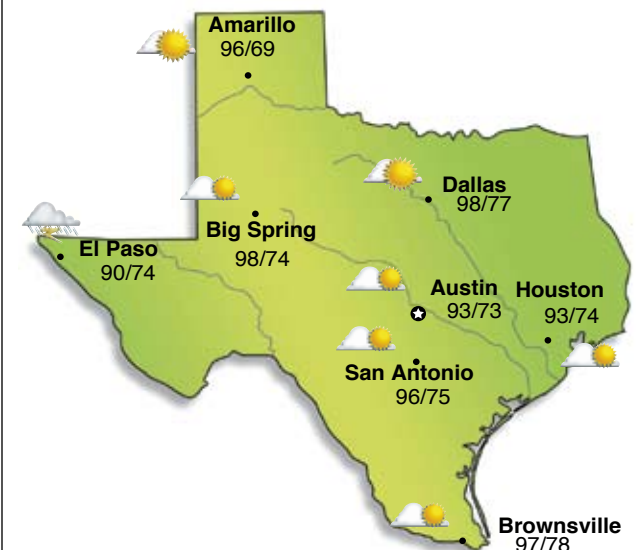 Amarillo
96/69
Dallas
98/77
Big Spring
98/74
El Paso
90/74
Austin
93/73
Houston
93/74
San Antonio
96/75
Brownsville
97/78